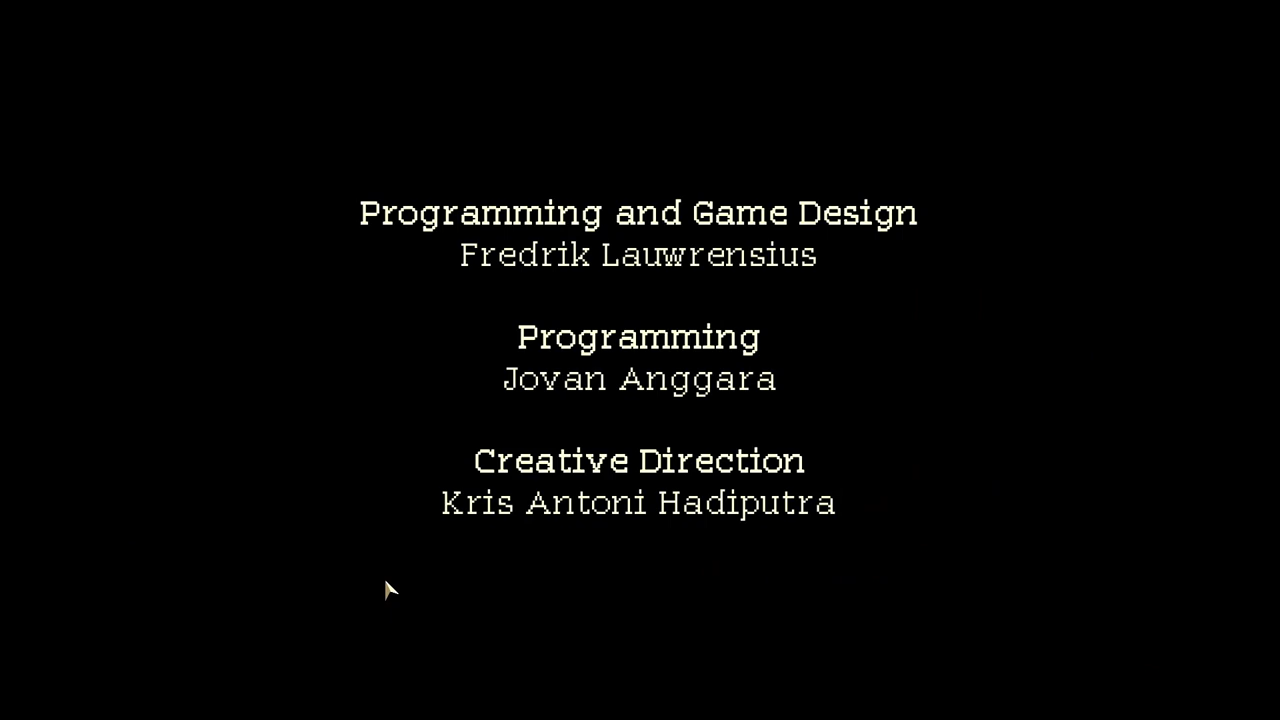 Programming and Game Design
Fredrik Lauwrensius
Programming
Jovan Anggara
Creative Direction
Kris Antoni Hadiputra